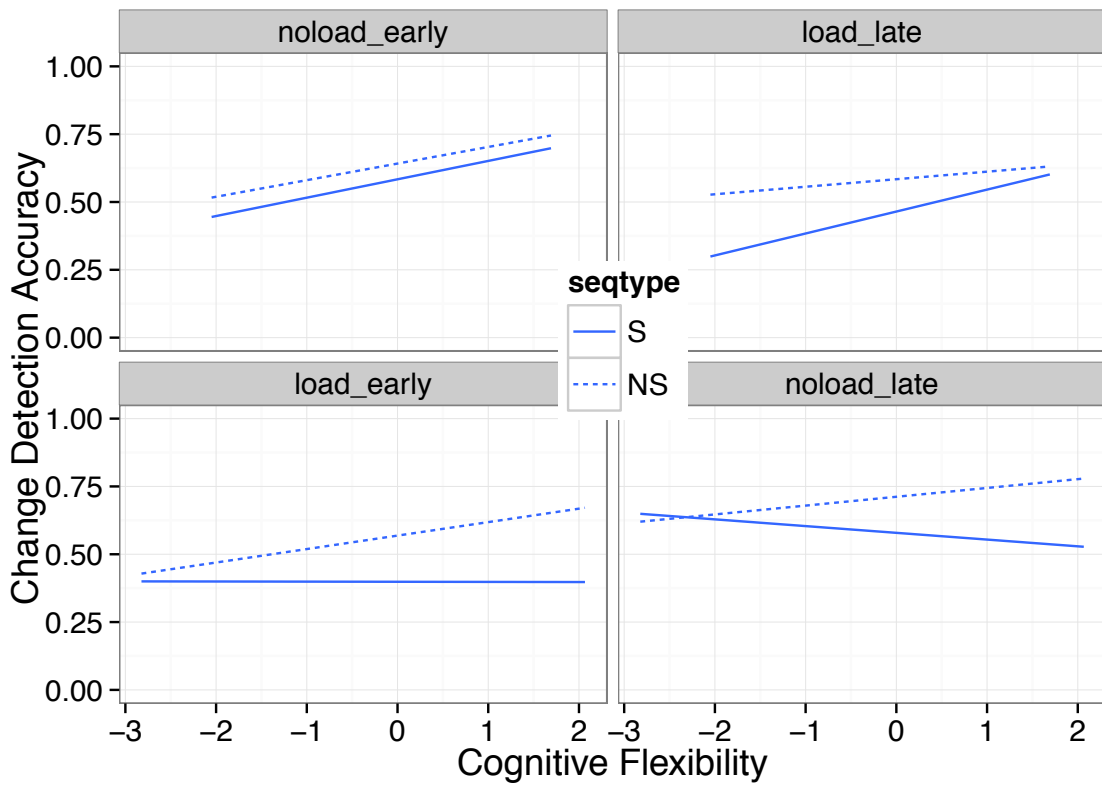 noload_early
load_late
1.00
0.75
0.50
0.25
0.00
seqtype
S
NS
load_early
noload_late
1.00
0.75
0.50
0.25
0.00
−3 −2 −1 0 1 2
−3 −2 −1 0 1 2
Cognitive Flexibility
Change Detection Accuracy